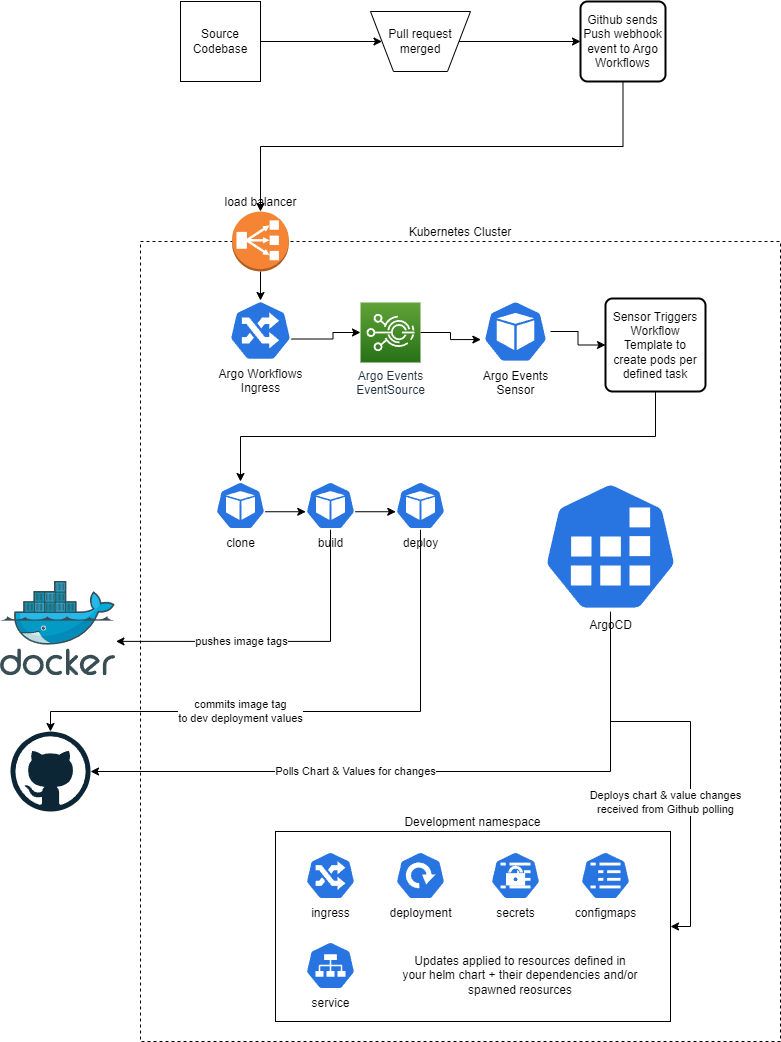 Source
Codebase
Pull request
merged
Github sends
Push webhook
event to Argo
Workflows
load balancer
Kubernetes Cluster
Argo Workflows
Ingress
Argo Events
EventSource
Argo Events
Sensor
Sensor Triggers
Workflow
Template to
create pods per
defined task
clone
build
deploy
ArgoCD
docker
pushes image tags
commits image tag
to dev deployment values
Polls Chart & Values for changes
Deploys chart & value changes
received from Github polling
Development namespace
ingress
deployment
secrets
configmaps
service
Updates applied to resources defined in
your helm chart + their dependencies and/or
spawned reosurces